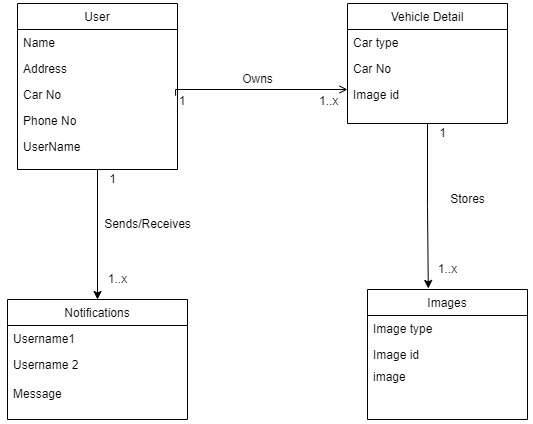 User
Name
Address
Car No
Phone No
UserName
Owns
1
1..x
Vehicle Detail
Car type
Car No
Image id
1
Sends/Receives
1..x
1
Stores
1..x
Notifications
Username1
Username 2
Message
Images
Image type
Image id
image